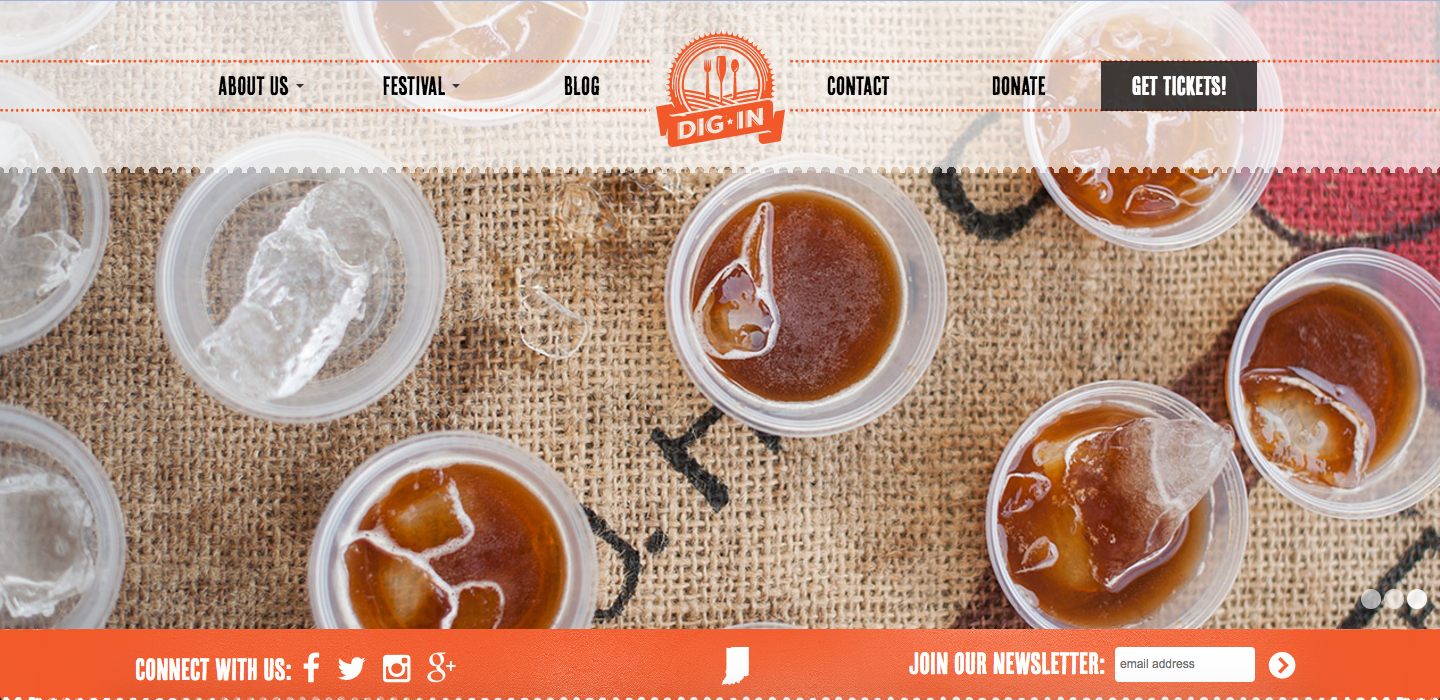 ABOUT US
FESTIVAL
BLOG
DIG IN
CONTACT
DONATE
GET TICKETS!
CONNECT WITH US:
JOIN OUR NEWSLETTER:
email address